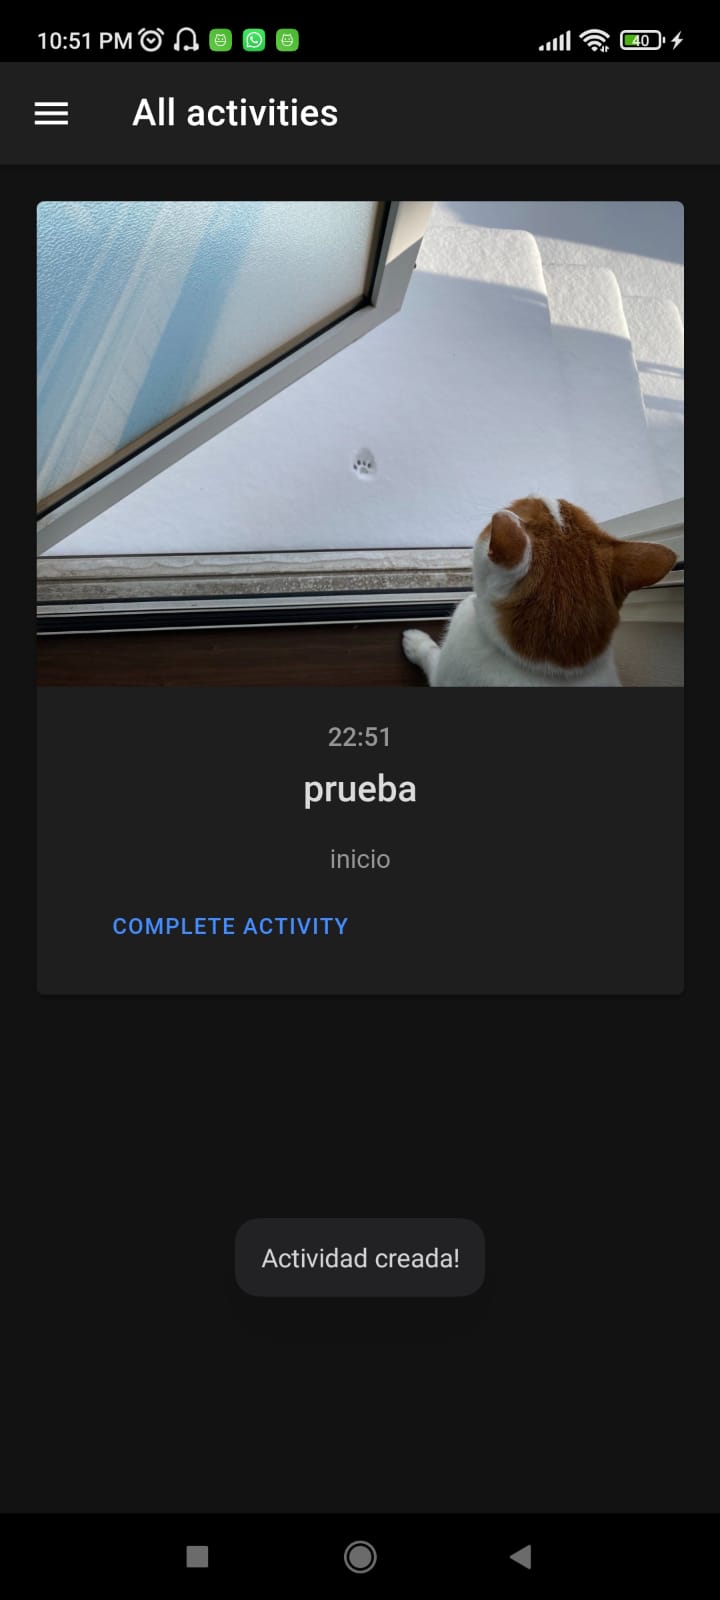 10:51 PM
40
All activities
22:51
prueba
inicio
COMPLETE ACTIVITY
Actividad creada!